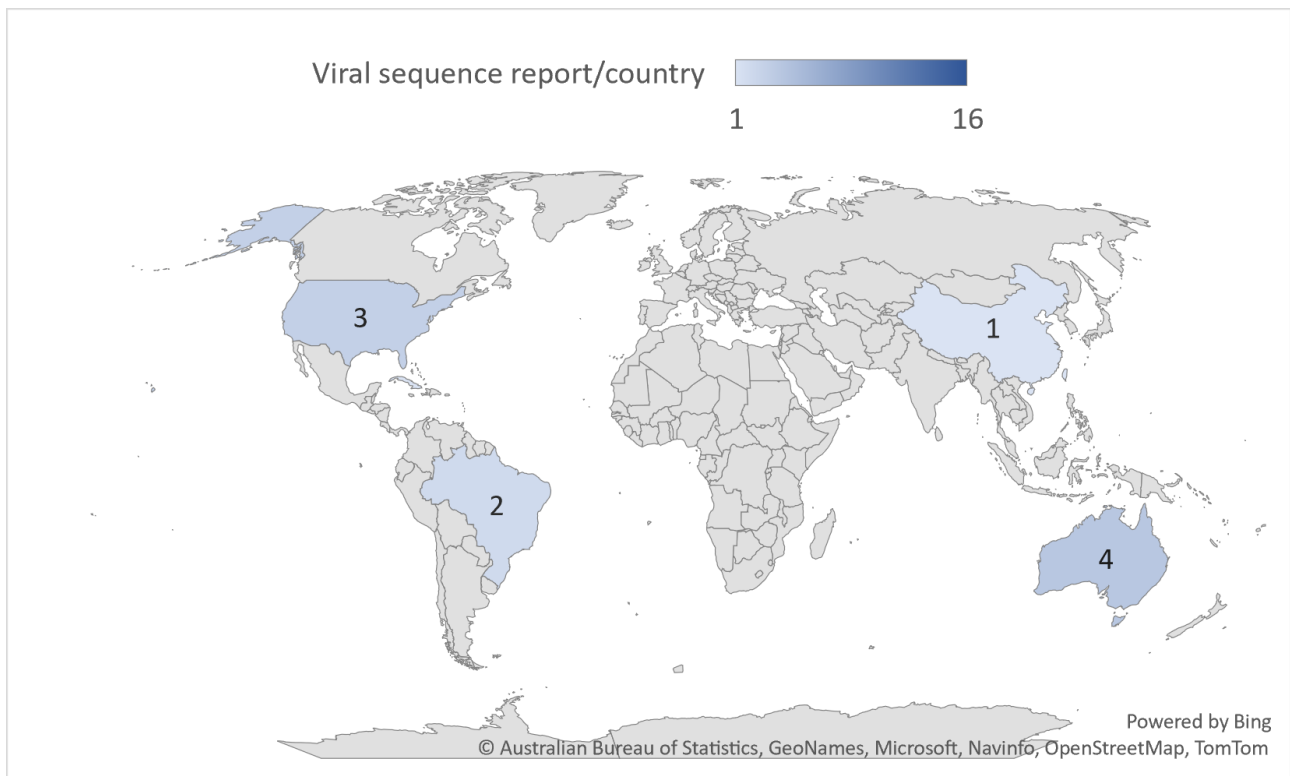 Viral sequence report/country
1 16
3
1
2
4
Powered by Bing
© Australian Bureau of Statistics, GeoNames, Microsoft, Navinfo, OpenStreetMap, TomTom